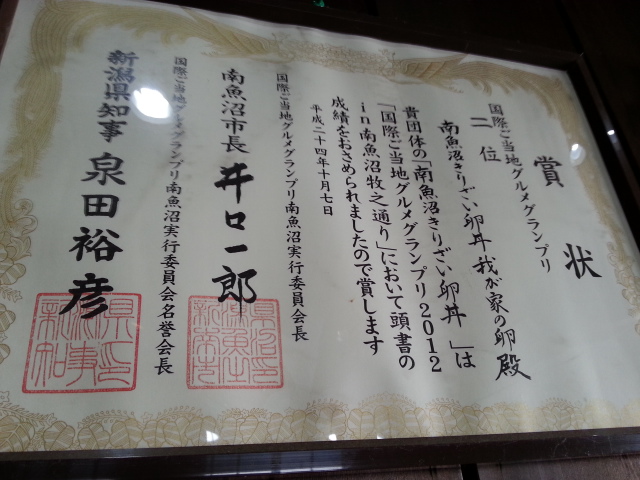 賞状
国際ご当地グルメグランプリ
二位
南魚沼きりざい卵丼 我が家の卵殿
貴団体の「南魚沼きりざい卵丼」は
「国際ご当地グルメグランプリ2012
in南魚沼牧之通り」において頭書の
成績をおさめられましたので賞します
平成二十四年十月七日
国際ご当地グルメグランプリ南魚沼実行委員会会長
南魚沼市長 井口一郎
国際ご当地グルメグランプリ南魚沼実行委員会名誉会長
新潟県知事 泉田裕彦